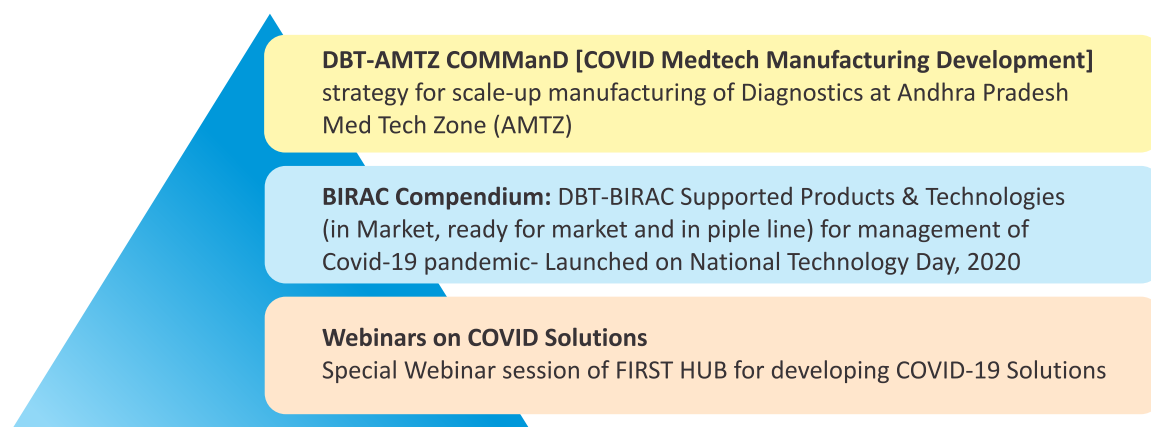 DBT-AMTZ COMManD [COVID Medtech Manufacturing Development]
strategy for scale-up manufacturing of Diagnostics at Andhra Pradesh
Med Tech Zone (AMTZ)
BIRAC Compendium: DBT-BIRAC Supported Products & Technologies
(in Market, ready for market and in piple line) for management of
Covid-19 pandemic- Launched on National Technology Day, 2020
Webinars on COVID Solutions
Special Webinar session of FIRST HUB for developing COVID-19 Solutions